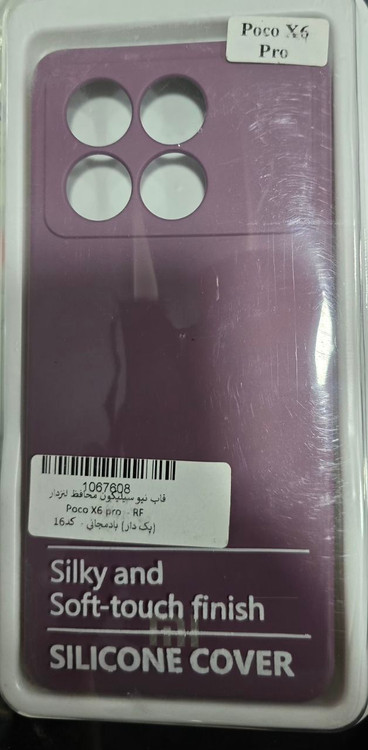 Poco X6
Pro
1067608
قاب نیو سیلیکون محافظ لنزدار
Poco X6 pro - RF
(پک دار) بادمجانی - کد16
Silky and
Soft-touch finish
mi
SILICONE COVER